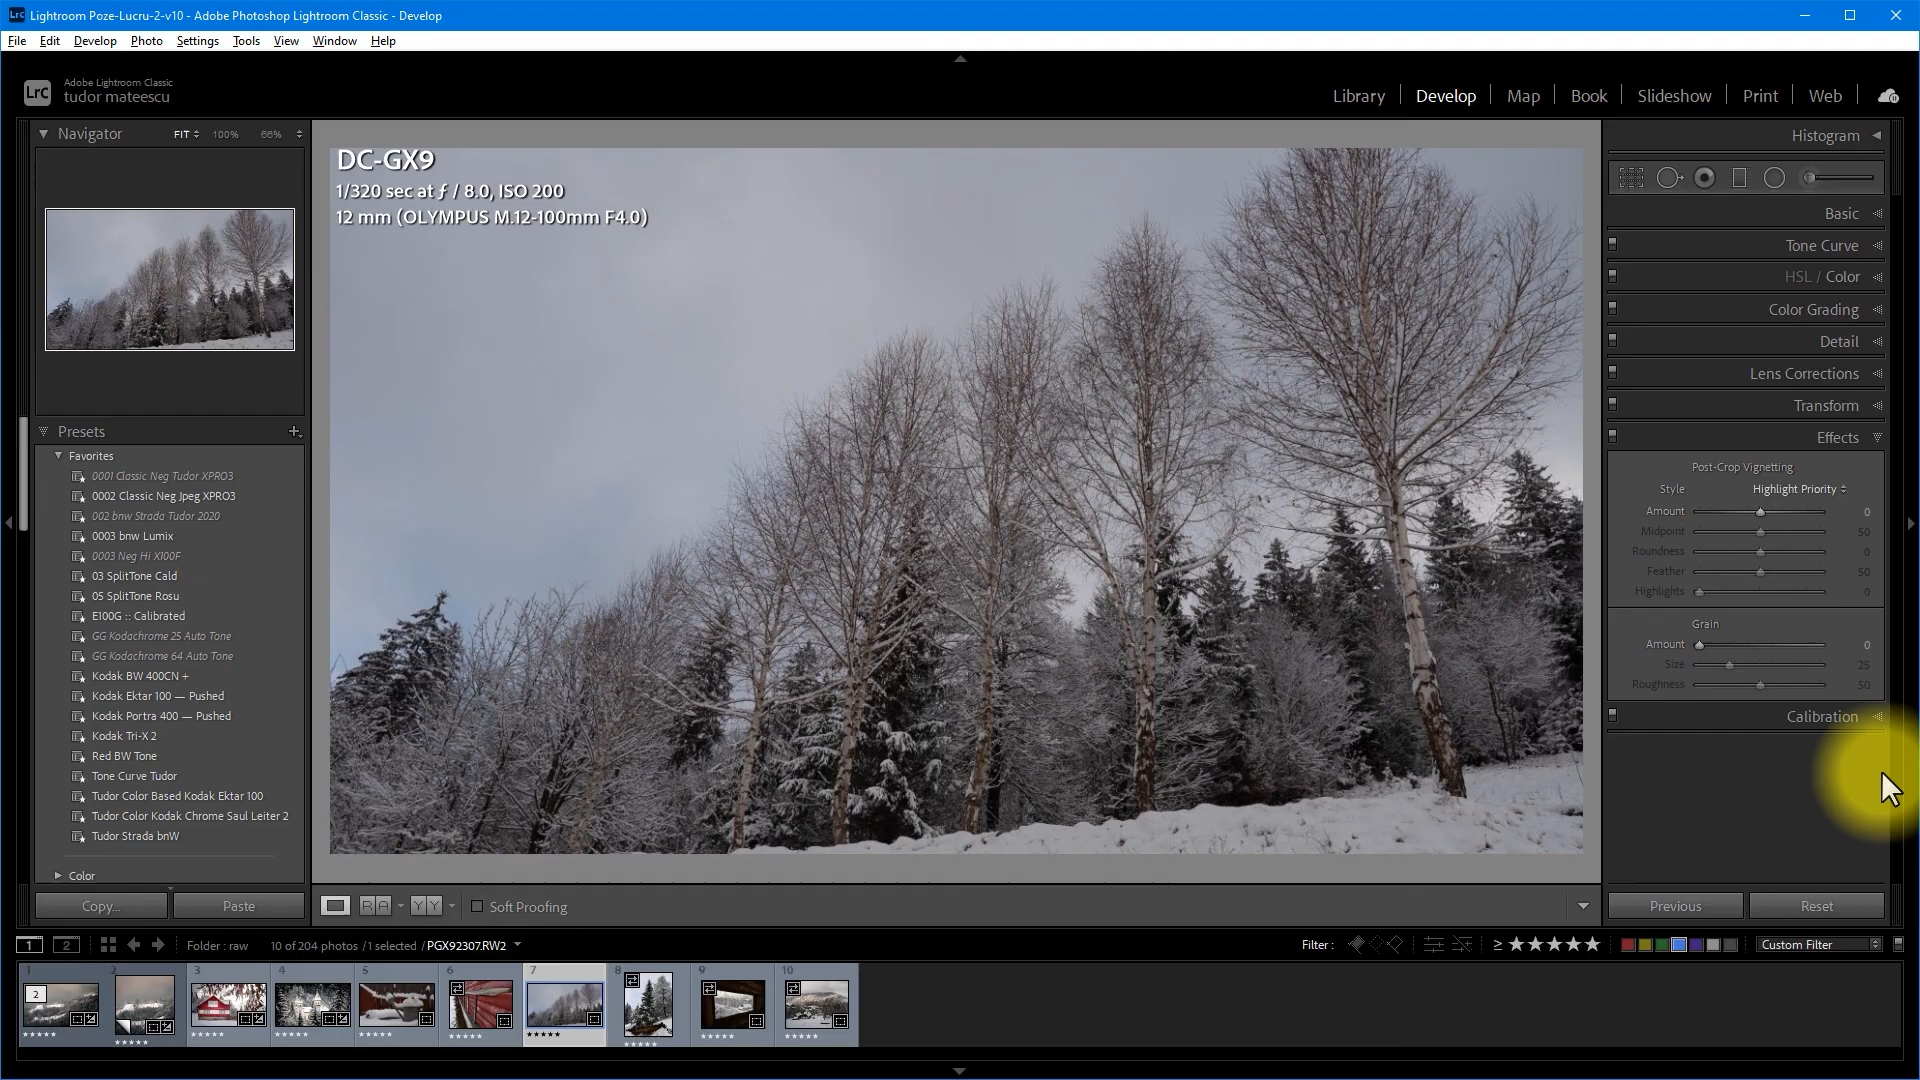 Lightroom Poze-Lucru-2-v10 - Adobe Photoshop Lightroom Classic - Develop
File Edit Develop Photo Settings Tools View Window Help
LrC
Adobe Lightroom Classic
tudor mateescu
Library Develop Map Book Slideshow Print Web
Navigator FIT 100% 66%
DC-GX9
1/320 sec at ƒ / 8.0, ISO 200
12 mm (OLYMPUS M.12-100mm F4.0)
Presets
Favorites
0001 Classic Neg Tudor XPRO3
0002 Classic Neg Jpeg XPRO3
002 bnw Strada Tudor 2020
0003 bnw Lumix
0003 Neg Hi X100F
03 SplitTone Cald
05 SplitTone Rosu
E100G :: Calibrated
GG Kodachrome 25 Auto Tone
GG Kodachrome 64 Auto Tone
Kodak BW 400CN +
Kodak Ektar 100 — Pushed
Kodak Portra 400 — Pushed
Kodak Tri-X 2
Red BW Tone
Tone Curve Tudor
Tudor Color Based Kodak Ektar 100
Tudor Color Kodak Chrome Saul Leiter 2
Tudor Strada bnW
Color
Copy... Paste
Histogram
Basic
Tone Curve
HSL / Color
Color Grading
Detail
Lens Corrections
Transform
Effects
Post-Crop Vignetting
Style Highlight Priority
Amount 0
Midpoint 50
Roundness 0
Feather 50
Highlights 0
Grain
Amount 0
Size 25
Roughness 50
Calibration
Previous Reset
R A Y Y Soft Proofing
1 2 Folder : raw 10 of 204 photos / 1 selected / PGX92307.RW2
Filter : ≥ ★★★★★ Custom Filter
1 2 3 4 5 6 7 8 9 10
2